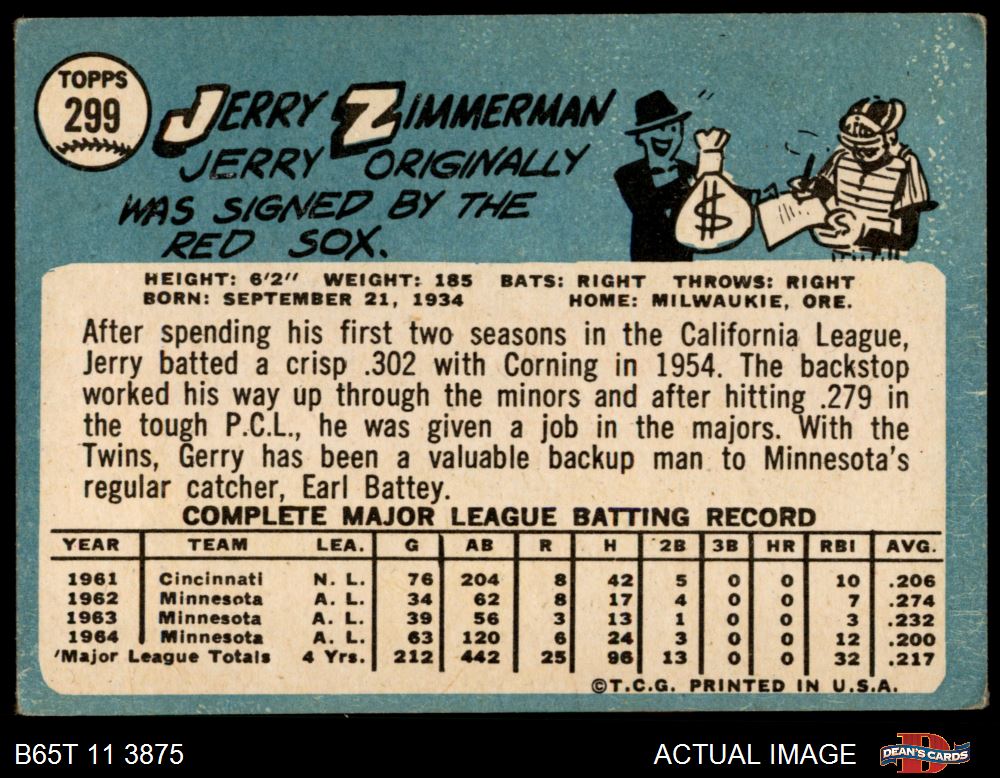 TOPPS
299
JERRY ZIMMERMAN
JERRY ORIGINALLY
WAS SIGNED BY THE
RED SOX.
$
$
HEIGHT: 6'2" WEIGHT: 185 BATS: RIGHT THROWS: RIGHT
BORN: SEPTEMBER 21, 1934 HOME: MILWAUKIE, ORE.
After spending his first two seasons in the California League,
Jerry batted a crisp .302 with Corning in 1954. The backstop
worked his way up through the minors and after hitting .279 in
the tough P.C.L., he was given a job in the majors. With the
Twins, Gerry has been a valuable backup man to Minnesota's
regular catcher, Earl Battey.
COMPLETE MAJOR LEAGUE BATTING RECORD
YEAR TEAM LEA. G AB R H 2B 3B HR RBI AVG.
1961 Cincinnati N. L. 76 204 8 42 5 0 0 10 .206
1962 Minnesota A. L. 34 62 8 17 4 0 0 7 .274
1963 Minnesota A. L. 39 56 3 13 1 0 0 3 .232
1964 Minnesota A. L. 63 120 6 24 3 0 0 12 .200
Major League Totals 4 Yrs. 212 442 25 96 13 0 0 32 .217
©T.C.G. PRINTED IN U.S.A.
B65T 11 3875 ACTUAL IMAGE DEAN'S CARDS